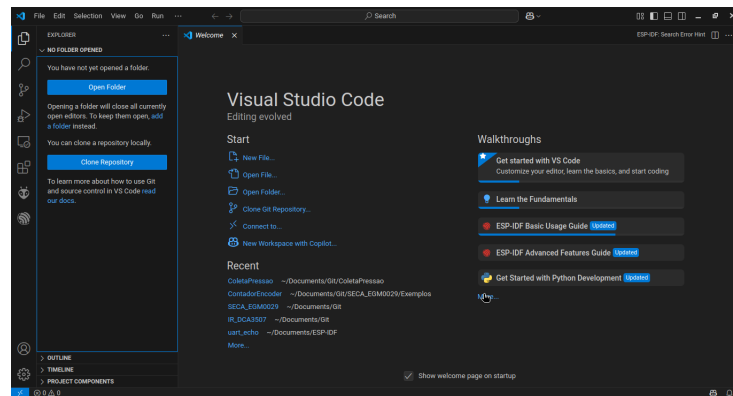 File Edit Selection View Go Run ...
Search
EXPLORER ...
Welcome
ESP-IDF: Search Error Hint ...
NO FOLDER OPENED
You have not yet opened a folder.
Open Folder
Opening a folder will close all currently
open editors. To keep them open, add
a folder instead.
You can clone a repository locally.
Clone Repository
To learn more about how to use Git
and source control in VS Code read
our docs.
OUTLINE
TIMELINE
PROJECT COMPONENTS
0 0
Visual Studio Code
Editing evolved
Start
New File...
Open File...
Open Folder...
Clone Git Repository...
Connect to...
New Workspace with Copilot...
Recent
ColetaPressao ~/Documents/Git/ColetaPressao
ContadorEncoder ~/Documents/Git/SECA_EGM0029/Exemplos
SECA_EGM0029 ~/Documents/Git
IR_DCA3507 ~/Documents/Git
uart_echo ~/Documents/ESP-IDF
More...
Walkthroughs
Get started with VS Code
Customize your editor, learn the basics, and start coding
Learn the Fundamentals
ESP-IDF Basic Usage Guide Updated
ESP-IDF Advanced Features Guide Updated
Get Started with Python Development Updated
Show welcome page on startup